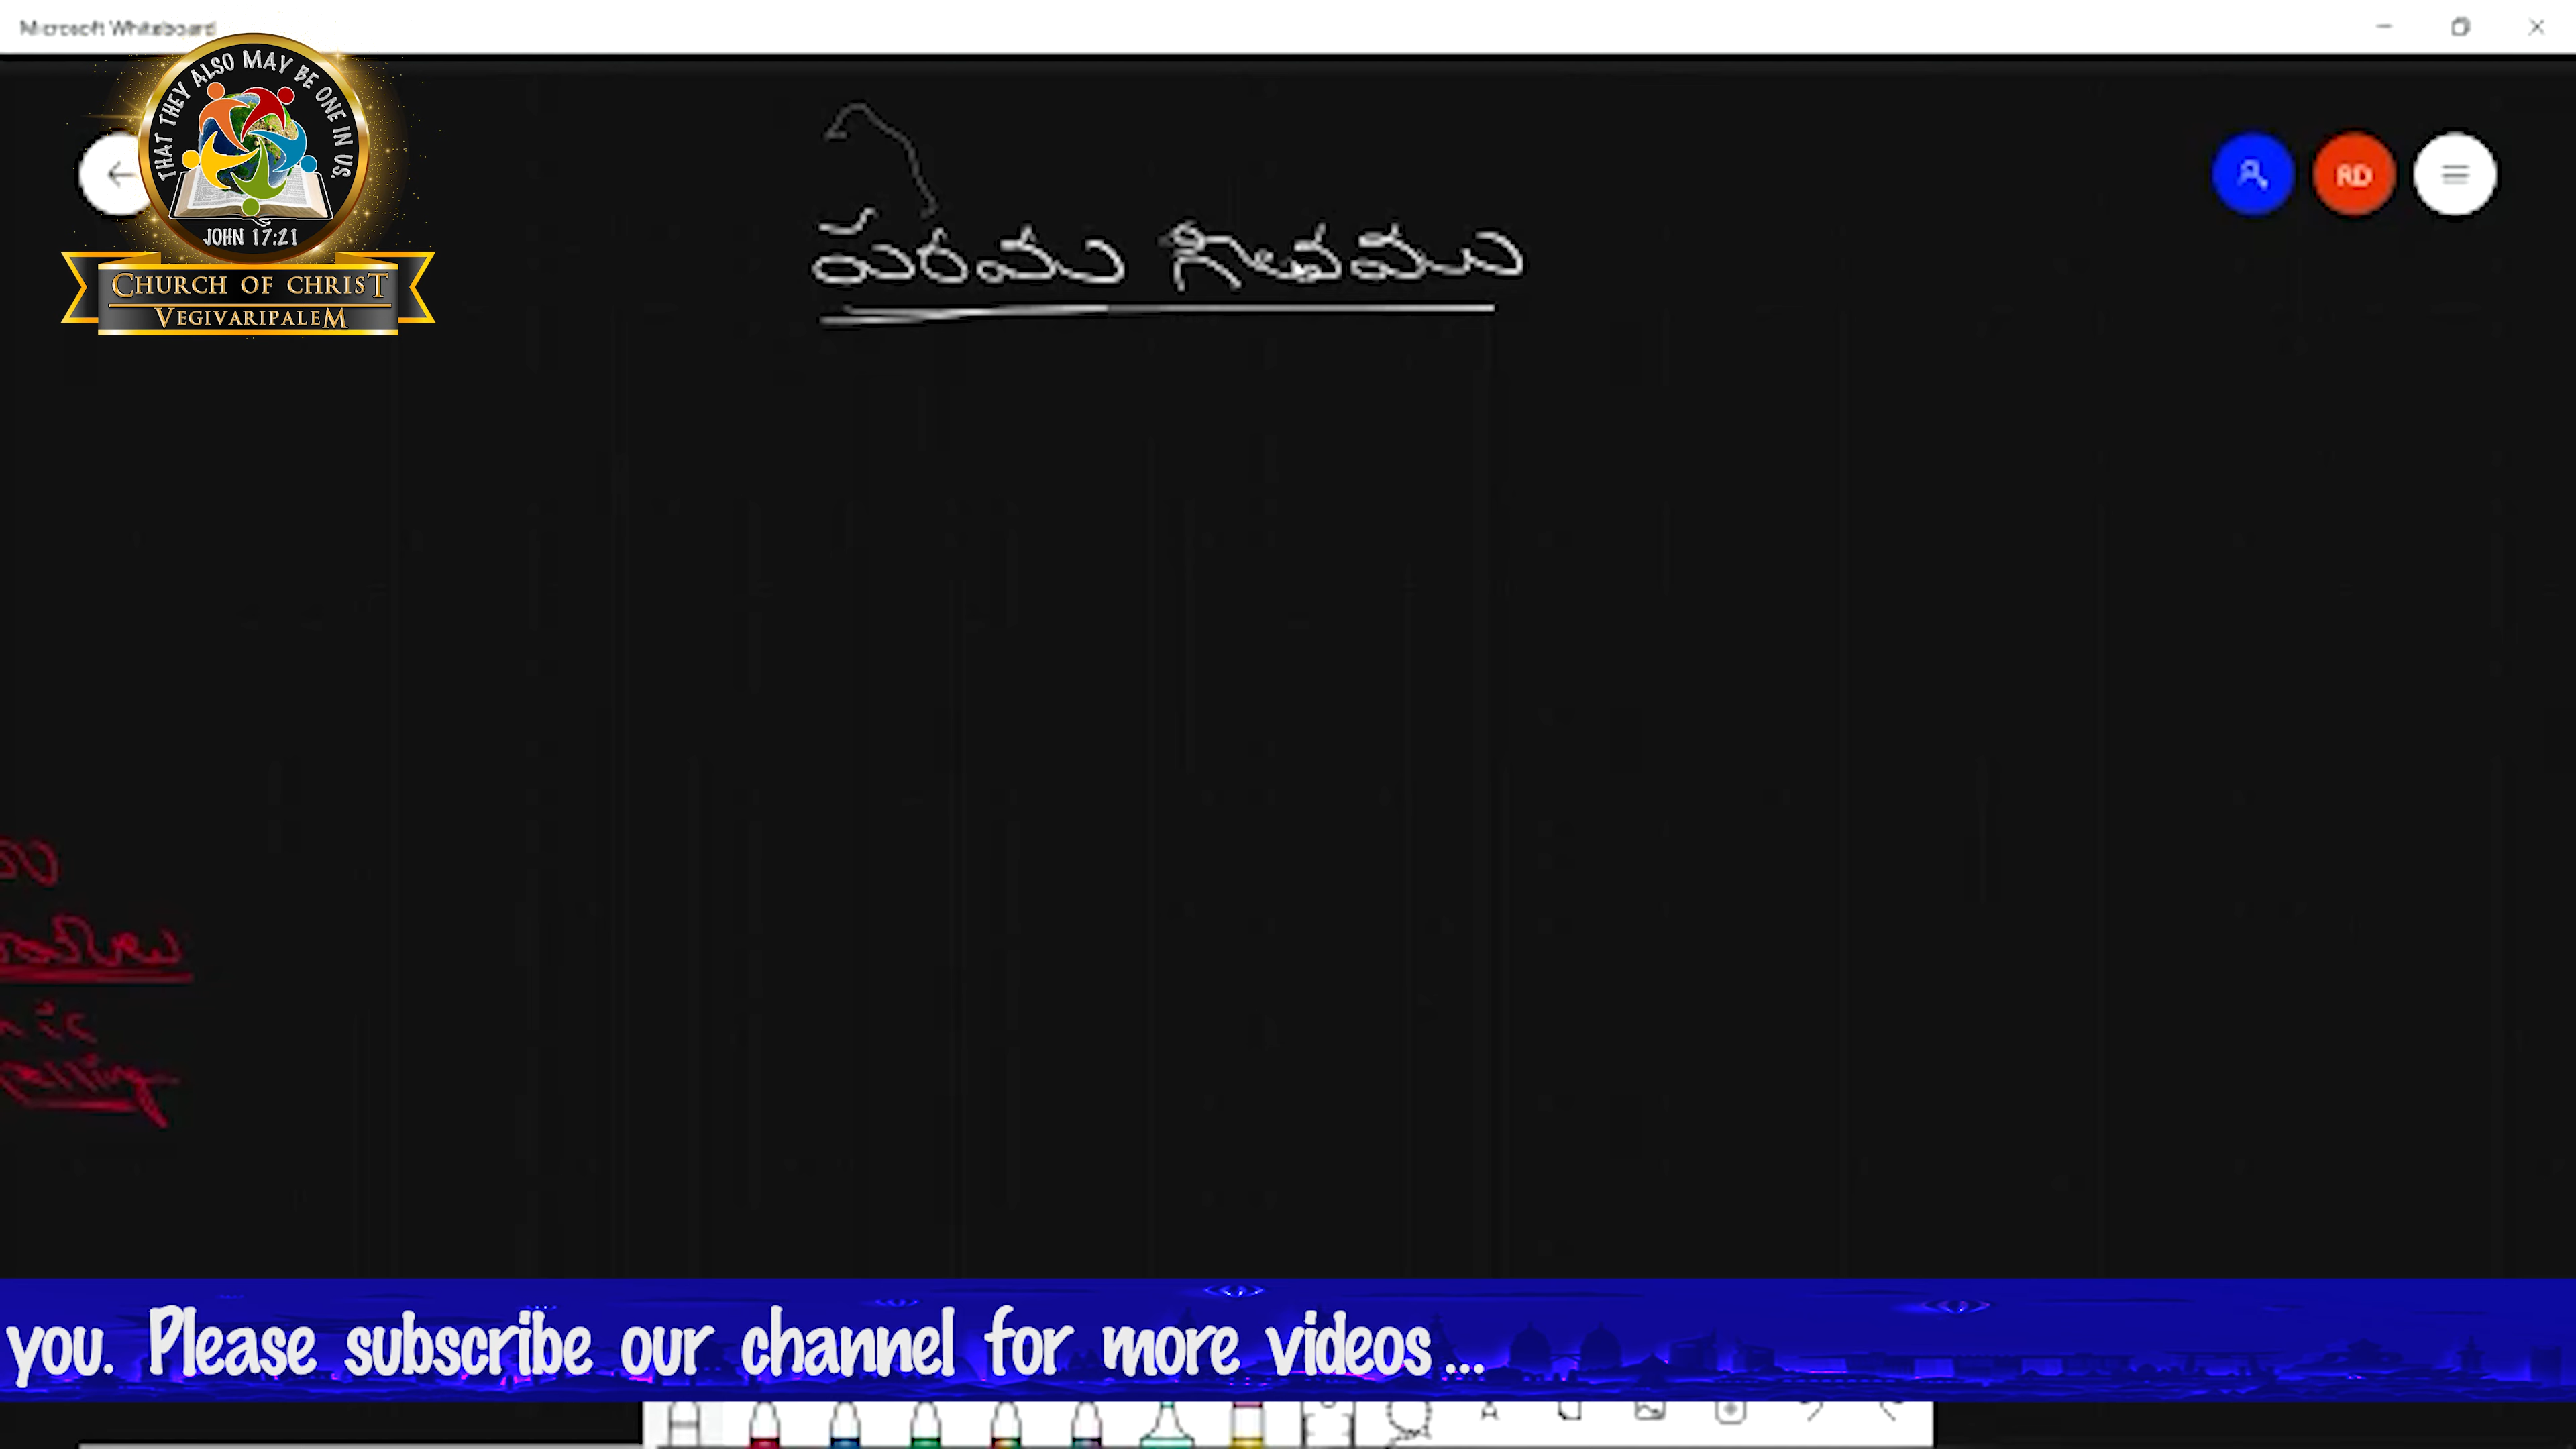 Microsoft Whiteboard
THAT THEY ALSO MAY BE ONE IN US.
JOHN 17:21
CHURCH OF CHRIST
VEGIVARIPALEM
RD
పరమ గీతము
you. Please subscribe our channel for more videos...